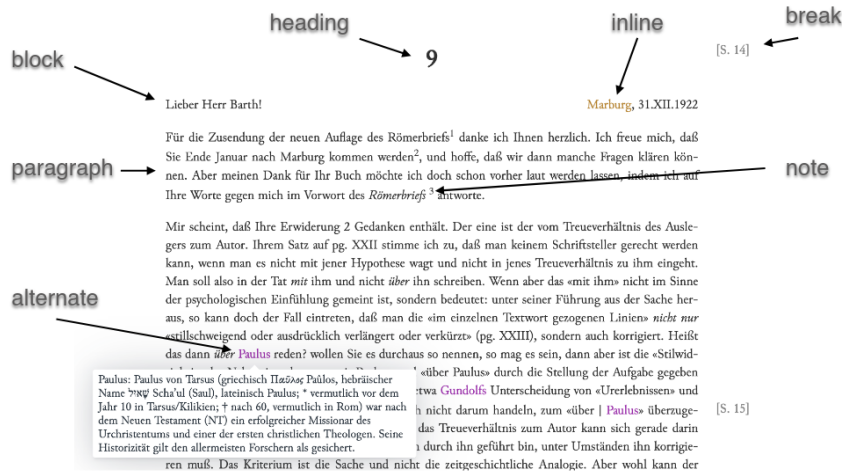 heading
inline
break
9
[S. 14]
block
Lieber Herr Barth!
Marburg, 31.XII.1922
Für die Zusendung der neuen Auflage des Römerbriefs¹ danke ich Ihnen herzlich. Ich freue mich, daß
Sie Ende Januar nach Marburg kommen werden², und hoffe, daß wir dann manche Fragen klären kön-
paragraph
note
nen. Aber meinen Dank für Ihr Buch möchte ich doch schon vorher laut werden lassen, indem ich auf
Ihre Worte gegen mich im Vorwort des Römerbriefs ³ antworte.
Mir scheint, daß Ihre Erwiderung 2 Gedanken enthält. Der eine ist der vom Treueverhältnis des Ausle-
gers zum Autor. Ihrem Satz auf pg. XXII stimme ich zu, daß man keinem Schriftsteller gerecht werden
kann, wenn man es nicht mit jener Hypothese wagt und nicht in jenes Treueverhältnis zu ihm eingeht.
Man soll also in der Tat mit ihm und nicht über ihn schreiben. Wenn aber das «mit ihm» nicht im Sinne
alternate
der psychologischen Einfühlung gemeint ist, sondern bedeutet: unter seiner Führung aus der Sache her-
aus, so kann doch der Fall eintreten, daß man die «im einzelnen Textwort gezogenen Linien» nicht nur
«stillschweigend oder ausdrücklich verlängert oder verkürzt» (pg. XXIII), sondern auch korrigiert. Heißt
das dann über Paulus reden? wollen Sie es durchaus so nennen, so mag es sein, dann aber ist die «Stilwid-
«über Paulus» durch die Stellung der Aufgabe gegeben
Paulus: Paulus von Tarsus (griechisch Παῦλος Paûlos, hebräischer
Name שָׁאוּל Scha'ul (Saul), lateinisch Paulus; * vermutlich vor dem
Jahr 10 in Tarsus/Kilikien; † nach 60, vermutlich in Rom) war nach
dem Neuen Testament (NT) ein erfolgreicher Missionar des
Urchristentums und einer der ersten christlichen Theologen. Seine
Historizität gilt den allermeisten Forschern als gesichert.
etwa Gundolfs Unterscheidung von «Urerlebnissen» und
nicht darum handeln, zum «über | Paulus» überzuge-
[S. 15]
das Treueverhältnis zum Autor kann sich gerade darin
durch ihn geführt bin, unter Umständen ihn korrigie-
ren muß. Das Kriterium ist die Sache und nicht die zeitgeschichtliche Analogie. Aber wohl kann der